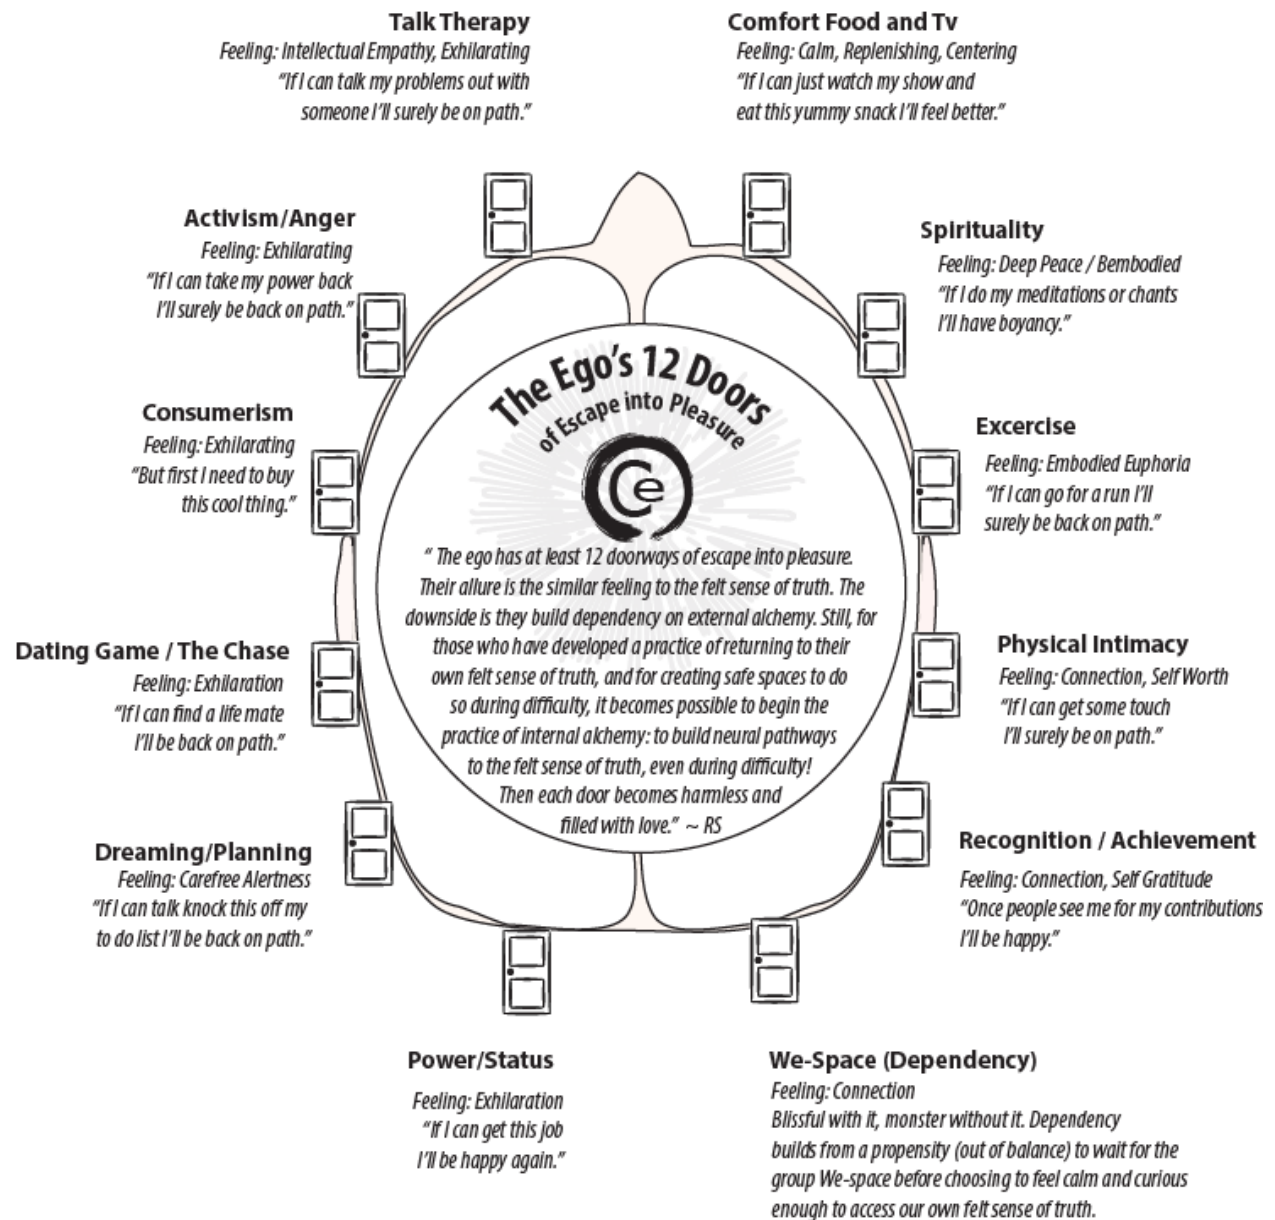 Talk Therapy
Feeling: Intellectual Empathy, Exhilarating
"If I can talk my problems out with
someone I'll surely be on path."
Comfort Food and Tv
Feeling: Calm, Replenishing, Centering
"If I can just watch my show and
eat this yummy snack I'll feel better."
Activism/Anger
Feeling: Exhilarating
"If I can take my power back
I'll surely be back on path."
Spirituality
Feeling: Deep Peace / Bembodied
"If I do my meditations or chants
I'll have boyancy."
Consumerism
Feeling: Exhilarating
"But first I need to buy
this cool thing."
Excercise
Feeling: Embodied Euphoria
"If I can go for a run I'll
surely be back on path."
The Ego's 12 Doors
of Escape into Pleasure
Ce
" The ego has at least 12 doorways of escape into pleasure.
Their allure is the similar feeling to the felt sense of truth. The
downside is they build dependency on external alchemy. Still, for
those who have developed a practice of returning to their
own felt sense of truth, and for creating safe spaces to do
so during difficulty, it becomes possible to begin the
practice of internal alchemy: to build neural pathways
to the felt sense of truth, even during difficulty!
Then each door becomes harmless and
filled with love." ~ RS
Dating Game / The Chase
Feeling: Exhilaration
"If I can find a life mate
I'll be back on path."
Physical Intimacy
Feeling: Connection, Self Worth
"If I can get some touch
I'll surely be on path."
Dreaming/Planning
Feeling: Carefree Alertness
"If I can talk knock this off my
to do list I'll be back on path."
Recognition / Achievement
Feeling: Connection, Self Gratitude
"Once people see me for my contributions
I'll be happy."
Power/Status
Feeling: Exhilaration
"If I can get this job
I'll be happy again."
We-Space (Dependency)
Feeling: Connection
Blissful with it, monster without it. Dependency
builds from a propensity (out of balance) to wait for the
group We-space before choosing to feel calm and curious
enough to access our own felt sense of truth.